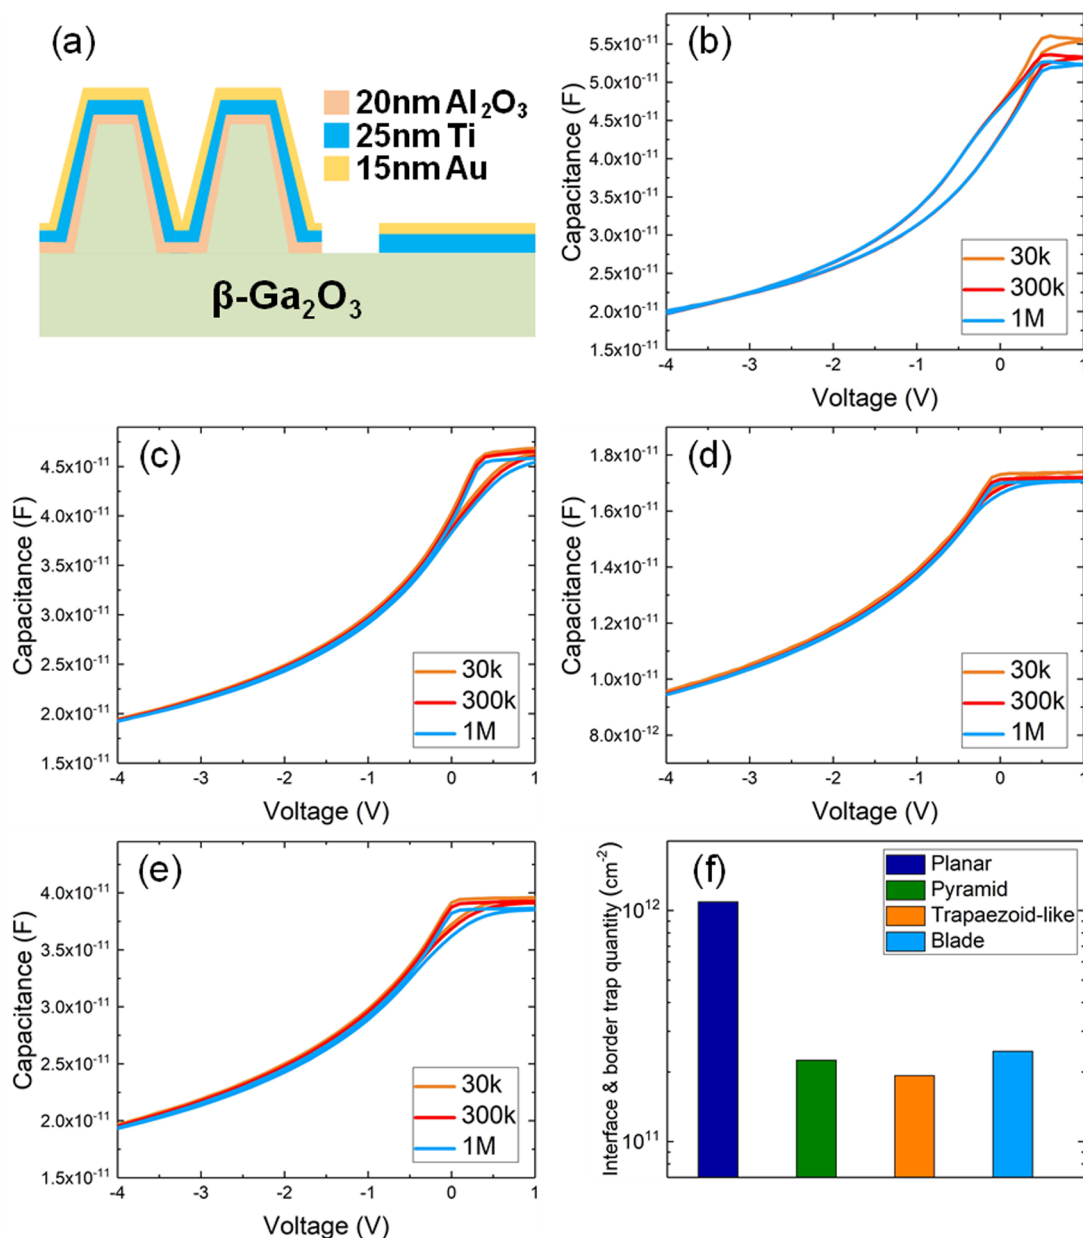 (a)
20nm Al₂O₃
25nm Ti
15nm Au
β-Ga₂O₃
(b)
Capacitance (F)
5.5x10⁻¹¹
5.0x10⁻¹¹
4.5x10⁻¹¹
4.0x10⁻¹¹
3.5x10⁻¹¹
3.0x10⁻¹¹
2.5x10⁻¹¹
2.0x10⁻¹¹
1.5x10⁻¹¹
30k
300k
1M
-4 -3 -2 -1 0 1
Voltage (V)
(c)
Capacitance (F)
4.5x10⁻¹¹
4.0x10⁻¹¹
3.5x10⁻¹¹
3.0x10⁻¹¹
2.5x10⁻¹¹
2.0x10⁻¹¹
1.5x10⁻¹¹
30k
300k
1M
-4 -3 -2 -1 0 1
Voltage (V)
(d)
Capacitance (F)
1.8x10⁻¹¹
1.6x10⁻¹¹
1.4x10⁻¹¹
1.2x10⁻¹¹
1.0x10⁻¹¹
8.0x10⁻¹²
30k
300k
1M
-4 -3 -2 -1 0 1
Voltage (V)
(e)
Capacitance (F)
4.0x10⁻¹¹
3.5x10⁻¹¹
3.0x10⁻¹¹
2.5x10⁻¹¹
2.0x10⁻¹¹
1.5x10⁻¹¹
30k
300k
1M
-4 -3 -2 -1 0 1
Voltage (V)
(f)
Interface & border trap quantity (cm⁻²)
10¹²
10¹¹
Planar
Pyramid
Trapaezoid-like
Blade